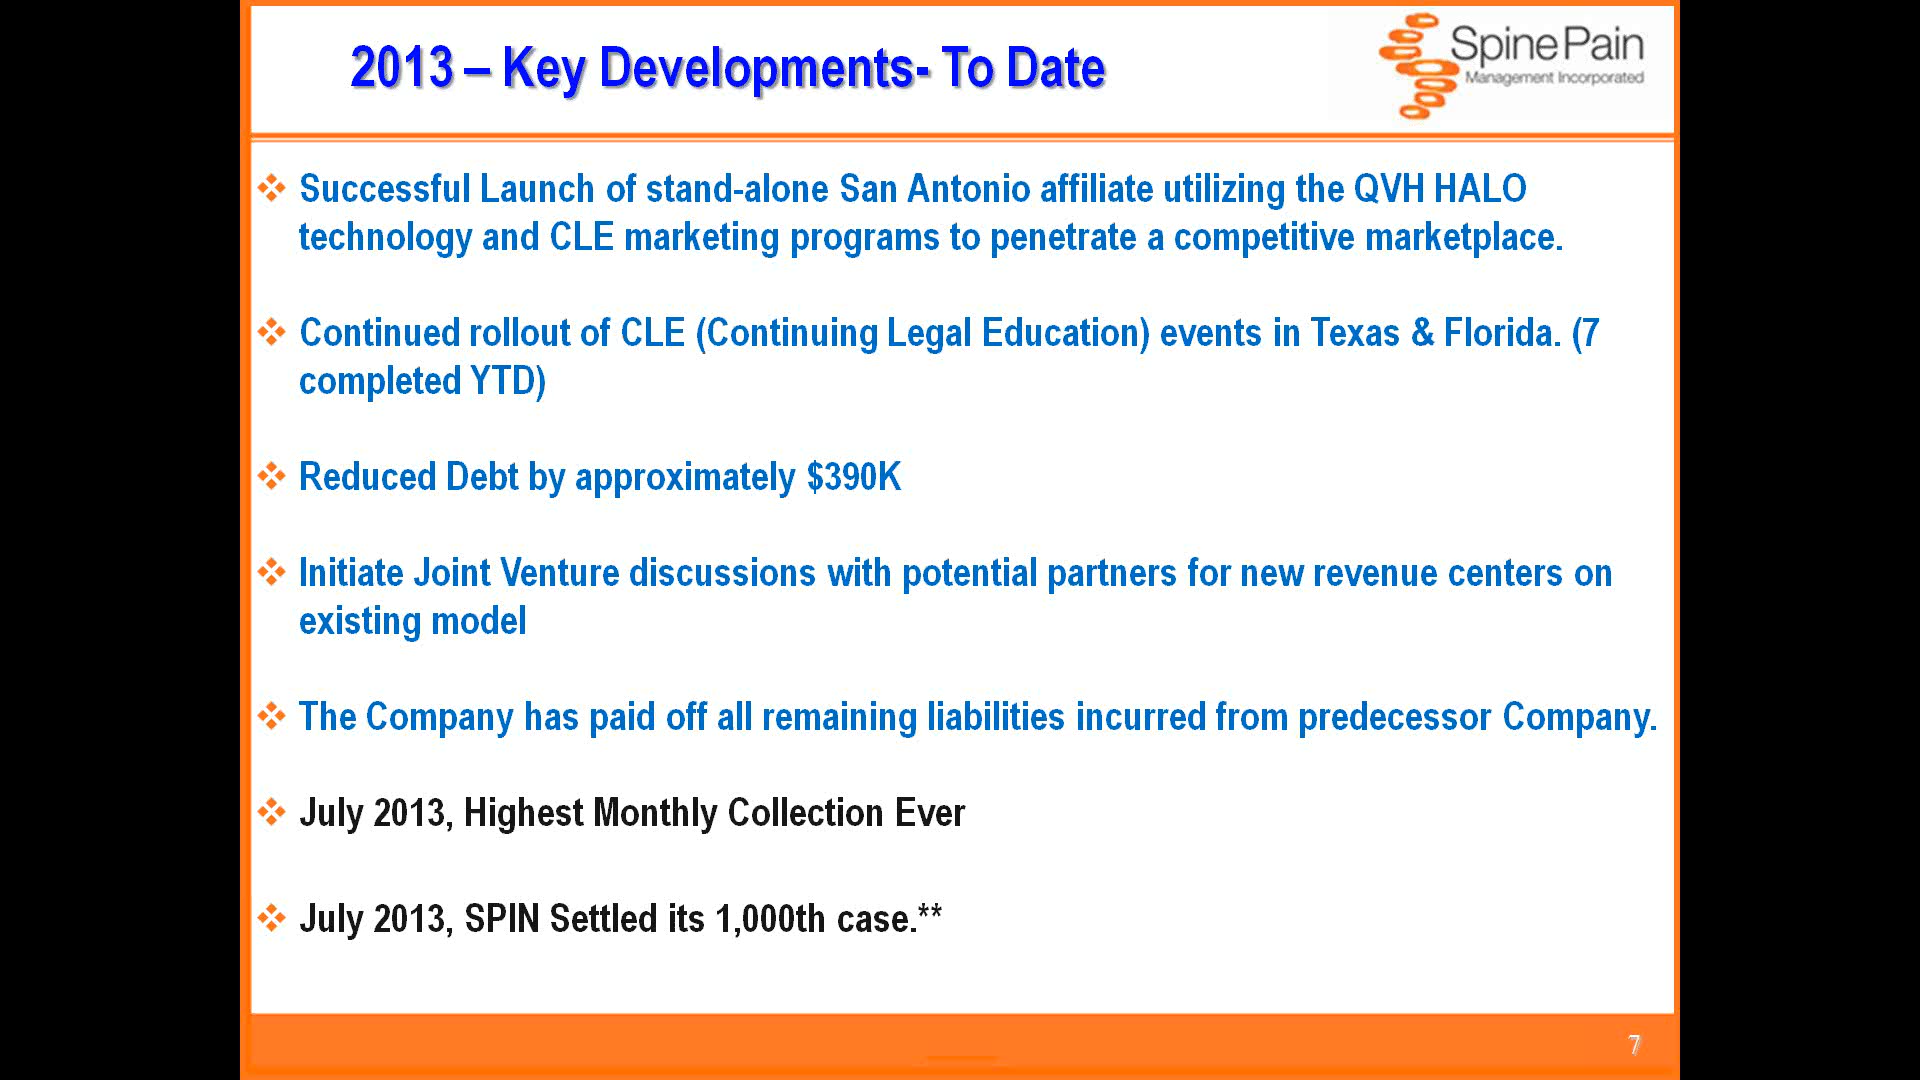 2013 – Key Developments- To Date
Spine Pain
Management Incorporated
Successful Launch of stand-alone San Antonio affiliate utilizing the QVH HALO
technology and CLE marketing programs to penetrate a competitive marketplace.
Continued rollout of CLE (Continuing Legal Education) events in Texas & Florida. (7
completed YTD)
Reduced Debt by approximately $390K
Initiate Joint Venture discussions with potential partners for new revenue centers on
existing model
The Company has paid off all remaining liabilities incurred from predecessor Company.
July 2013, Highest Monthly Collection Ever
July 2013, SPIN Settled its 1,000th case.**
7